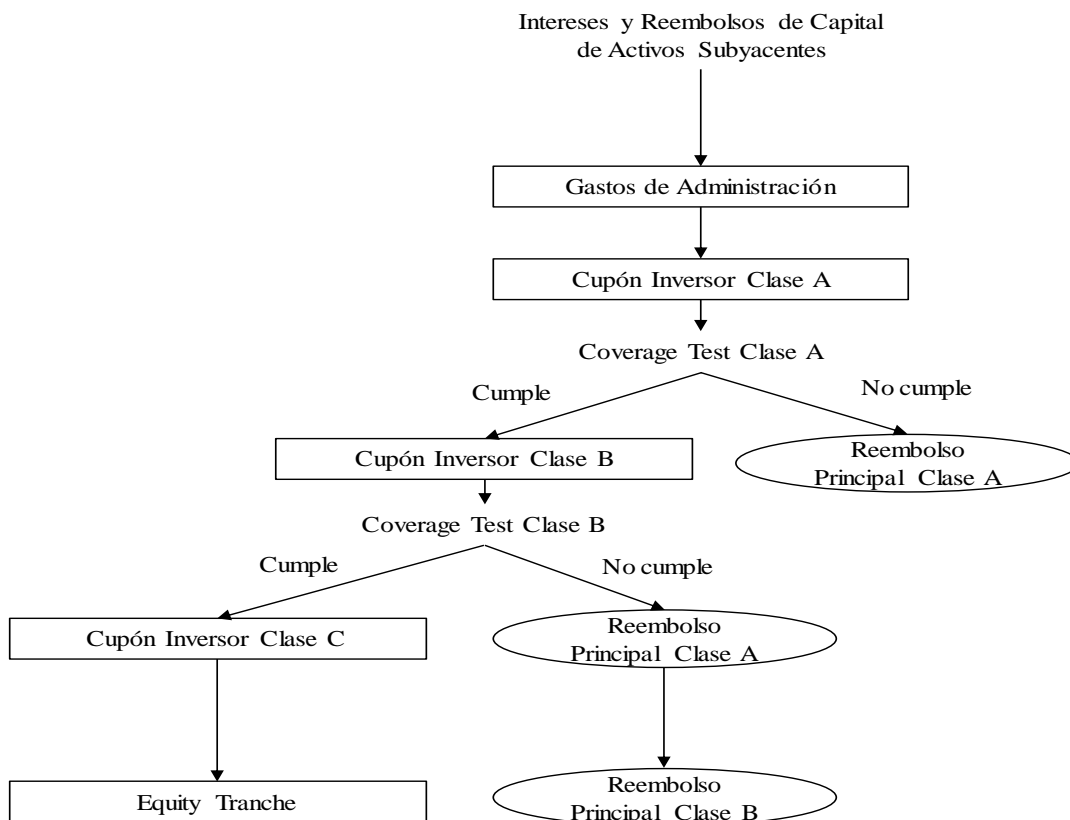 Intereses y Reembolsos de Capital
de Activos Subyacentes
Gastos de Administración
Cupón Inversor Clase A
Coverage Test Clase A
Cumple
No cumple
Cupón Inversor Clase B
Reembolso
Principal Clase A
Coverage Test Clase B
Cumple
No cumple
Cupón Inversor Clase C
Reembolso
Principal Clase A
Equity Tranche
Reembolso
Principal Clase B